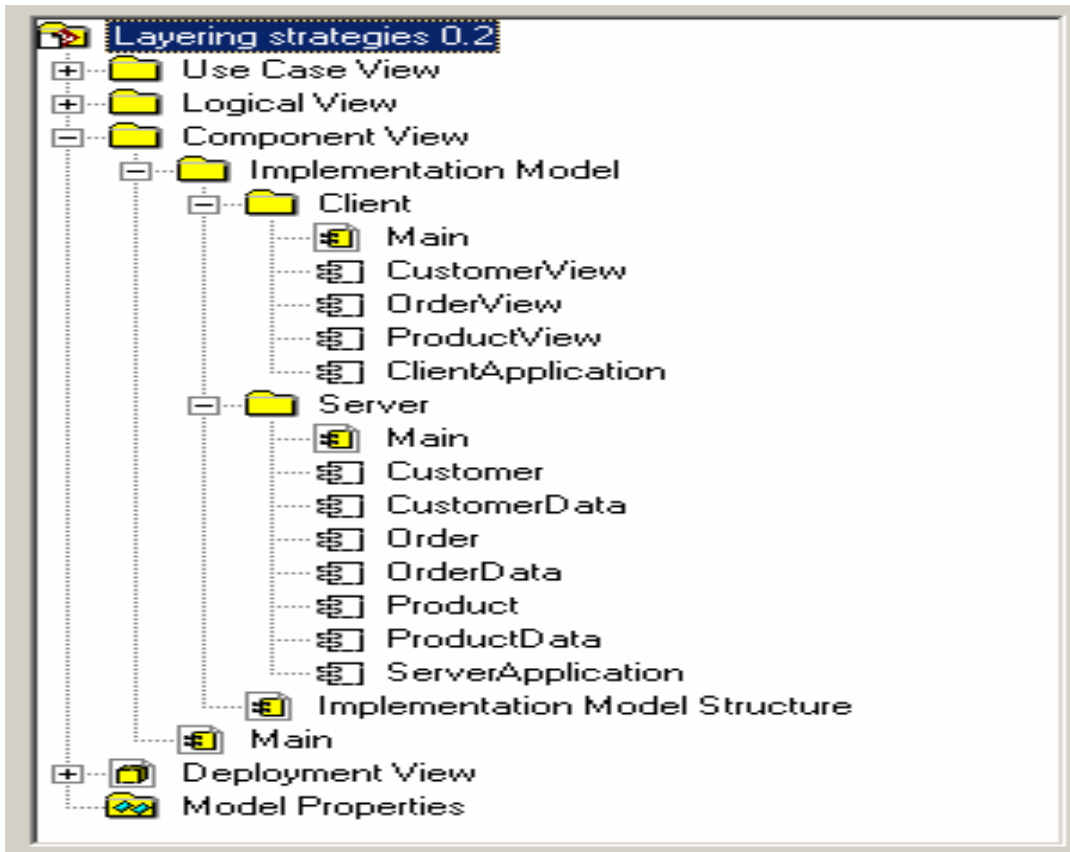 Layering strategies 0.2
Use Case View
Logical View
Component View
Implementation Model
Client
Main
CustomerView
OrderView
ProductView
ClientApplication
Server
Main
Customer
CustomerData
Order
OrderData
Product
ProductData
ServerApplication
Implementation Model Structure
Main
Deployment View
Model Properties